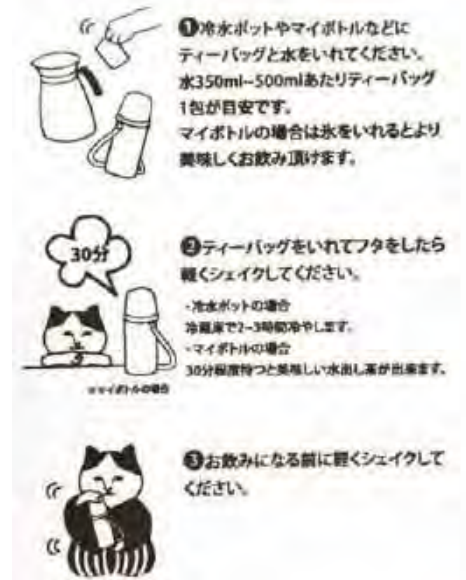 ❶冷水ポットやマイボトルなどに
ティーバッグと水をいれてください。
水350ml~500mlあたりティーバッグ
1包が目安です。
マイボトルの場合は氷をいれるとより
美味しくお飲み頂けます。
30分
❷ティーバッグをいれてフタをしたら
軽くシェイクしてください。
・冷水ポットの場合
冷蔵庫で2~3時間冷やします。
・マイボトルの場合
30分程度待つと美味しい水出し茶が出来ます。
※マイボトルの場合
❸お飲みになる前に軽くシェイクして
ください。